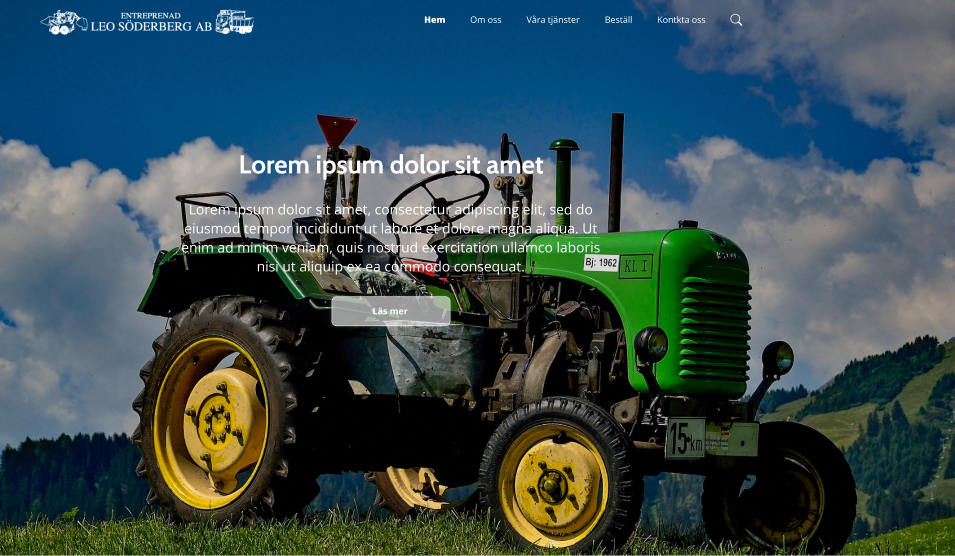 ENTREPRENAD
LEO SÖDERBERG AB
Hem
Om oss
Våra tjänster
Beställ
Kontkta oss
Lorem ipsum dolor sit amet
Lorem ipsum dolor sit amet, consectetur adipiscing elit, sed do
eiusmod tempor incididunt ut labore et dolore magna aliqua. Ut
enim ad minim veniam, quis nostrud exercitation ullamco laboris
nisi ut aliquip ex ea commodo consequat.
Läs mer
Bj: 1962
KL I
15 km